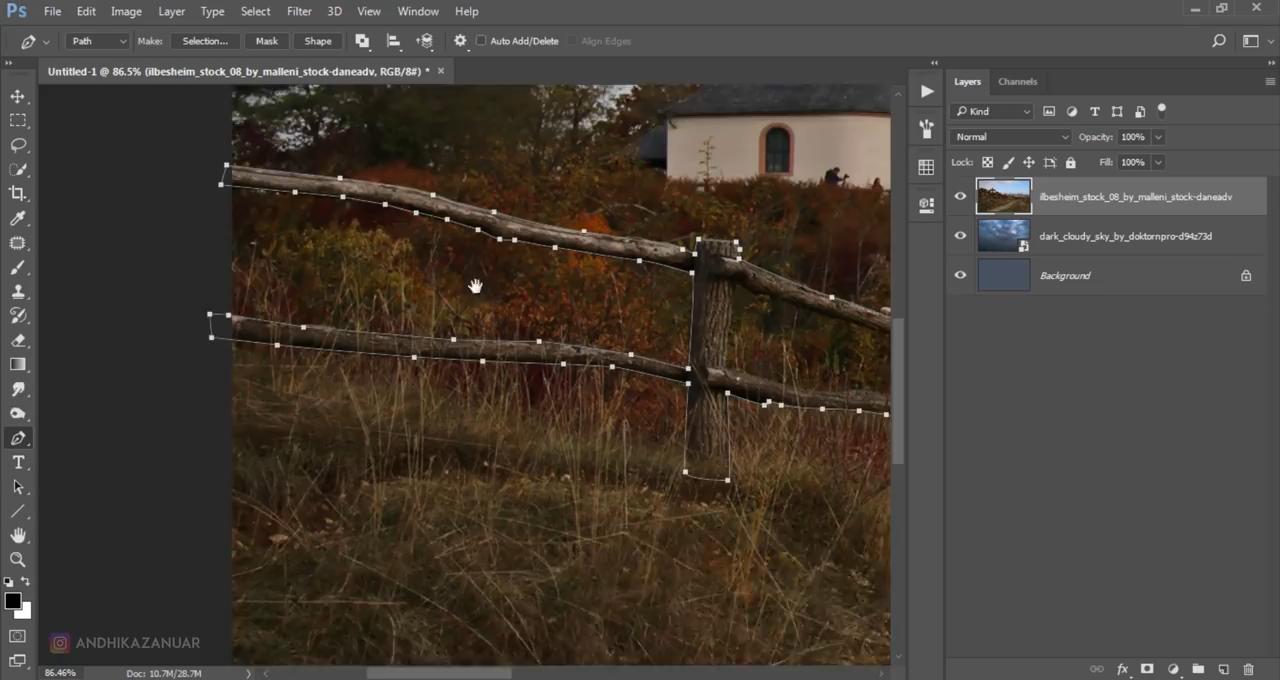 Ps File Edit Image Layer Type Select Filter 3D View Window Help
Path Make: Selection... Mask Shape Auto Add/Delete Align Edges
Untitled-1 @ 86.5% (ilbesheim_stock_08_by_malleni_stock-daneadv, RGB/8#) * ×
Layers Channels
Kind
Normal Opacity: 100%
Lock: Fill: 100%
ilbesheim_stock_08_by_malleni_stock-daneadv
dark_cloudy_sky_by_doktornpro-d94z73d
Background
ANDHIKAZANUAR
86.46% Doc: 10.7M/28.7M
fx